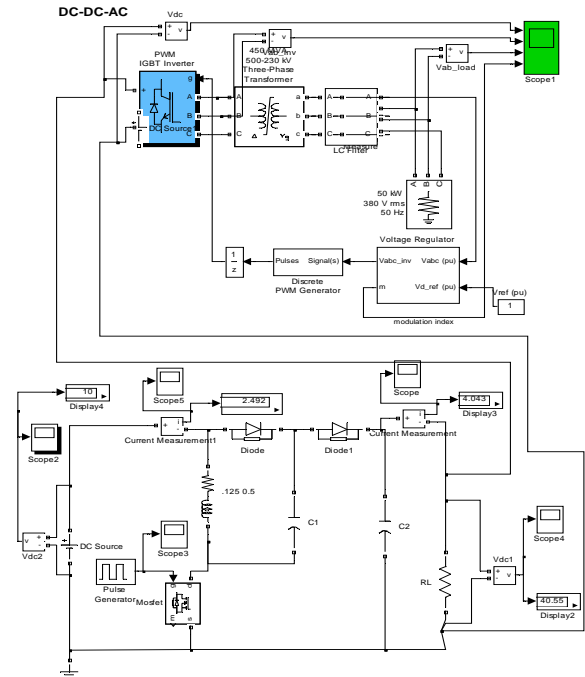 DC-DC-AC
Vdc
PWM
IGBT Inverter
g
+
A
B
-
C
DC Source
Vab_inv
500-230 kV
Three-Phase
Transformer
A
B
C
a
b
c
Yg
Measure
LC Filter
+
-
v
+
-
v
+
-
v
Vab_load
Scope1
A
B
C
50 kW
380 V rms
50 Hz
Voltage Regulator
Vabc_inv
Vabc (pu)
m
Vd_ref (pu)
modulation index
Vref (pu)
1
1
z
Pulses
Signal(s)
Discrete
PWM Generator
10
Display4
Scope2
Scope5
2.492
Scope
4.043
Display3
i
+
-
Current Measurement1
Diode
Diode1
i
+
-
Current Measurement
.125 0.5
C1
C2
Scope4
v
+
-
Vdc2
DC Source
Scope3
Pulse
Generator
Mosfet
g
d
m
s
RL
Vdc1
+
-
v
40.55
Display2